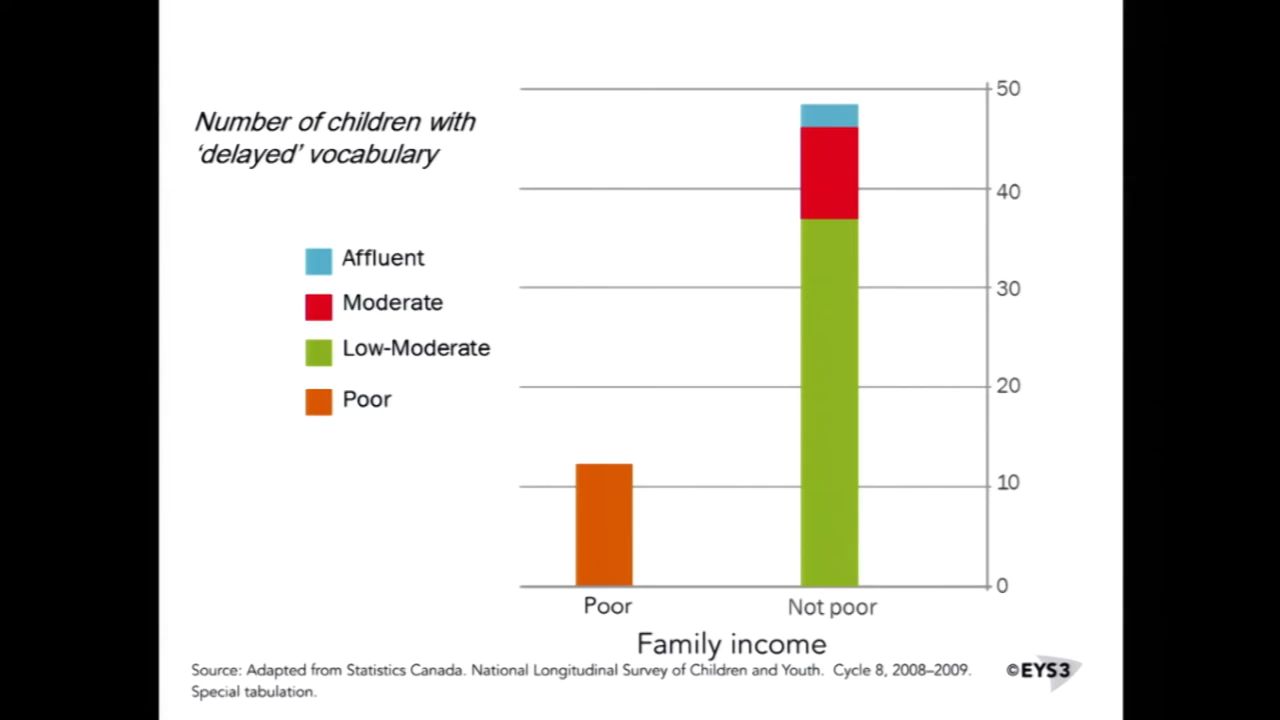 Number of children with
‘delayed’ vocabulary
Affluent
Moderate
Low-Moderate
Poor
50
40
30
20
10
0
Poor
Not poor
Family income
Source: Adapted from Statistics Canada. National Longitudinal Survey of Children and Youth. Cycle 8, 2008–2009.
Special tabulation.
©EYS3